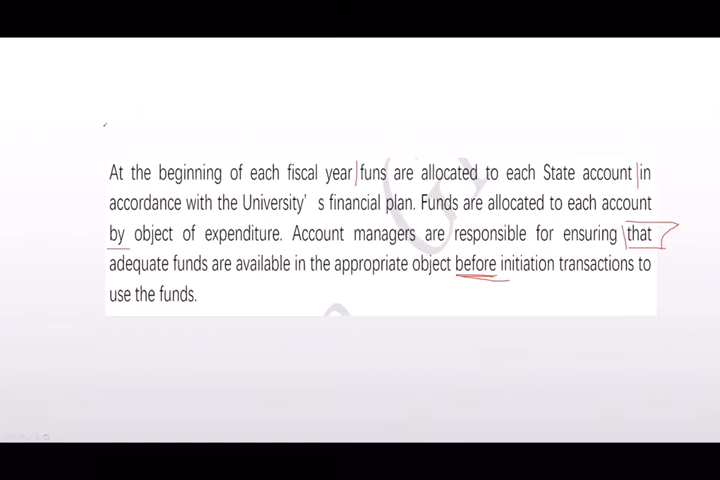 At the beginning of each fiscal year funs are allocated to each State account in
accordance with the University's financial plan. Funds are allocated to each account
by object of expenditure. Account managers are responsible for ensuring that
adequate funds are available in the appropriate object before initiation transactions to
use the funds.